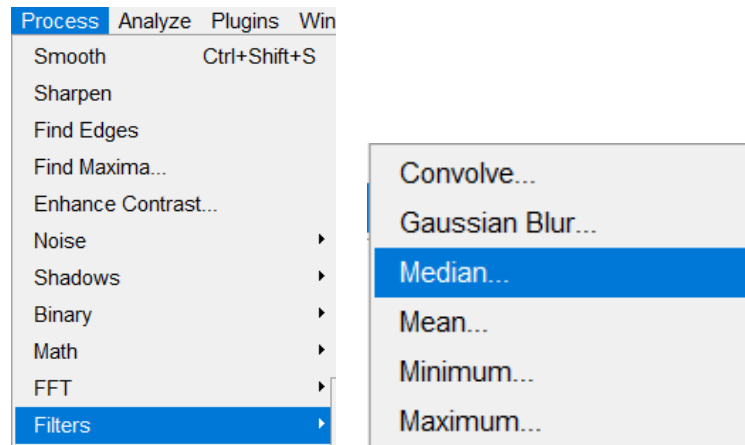 Process Analyze Plugins Win
Smooth Ctrl+Shift+S
Sharpen
Find Edges
Find Maxima...
Enhance Contrast...
Noise
Shadows
Binary
Math
FFT
Filters
Convolve...
Gaussian Blur...
Median...
Mean...
Minimum...
Maximum...